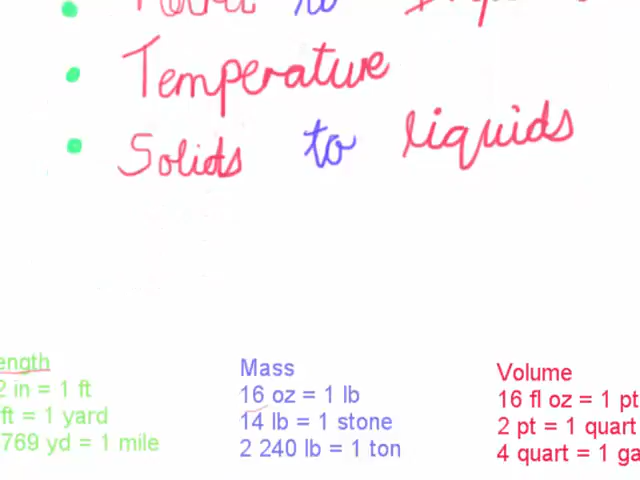 to
Temperature
Solids to liquids
ength
2 in = 1 ft
ft = 1 yard
769 yd = 1 mile
Mass
16 oz = 1 lb
14 lb = 1 stone
2 240 lb = 1 ton
Volume
16 fl oz = 1 pt
2 pt = 1 quart
4 quart = 1 ga